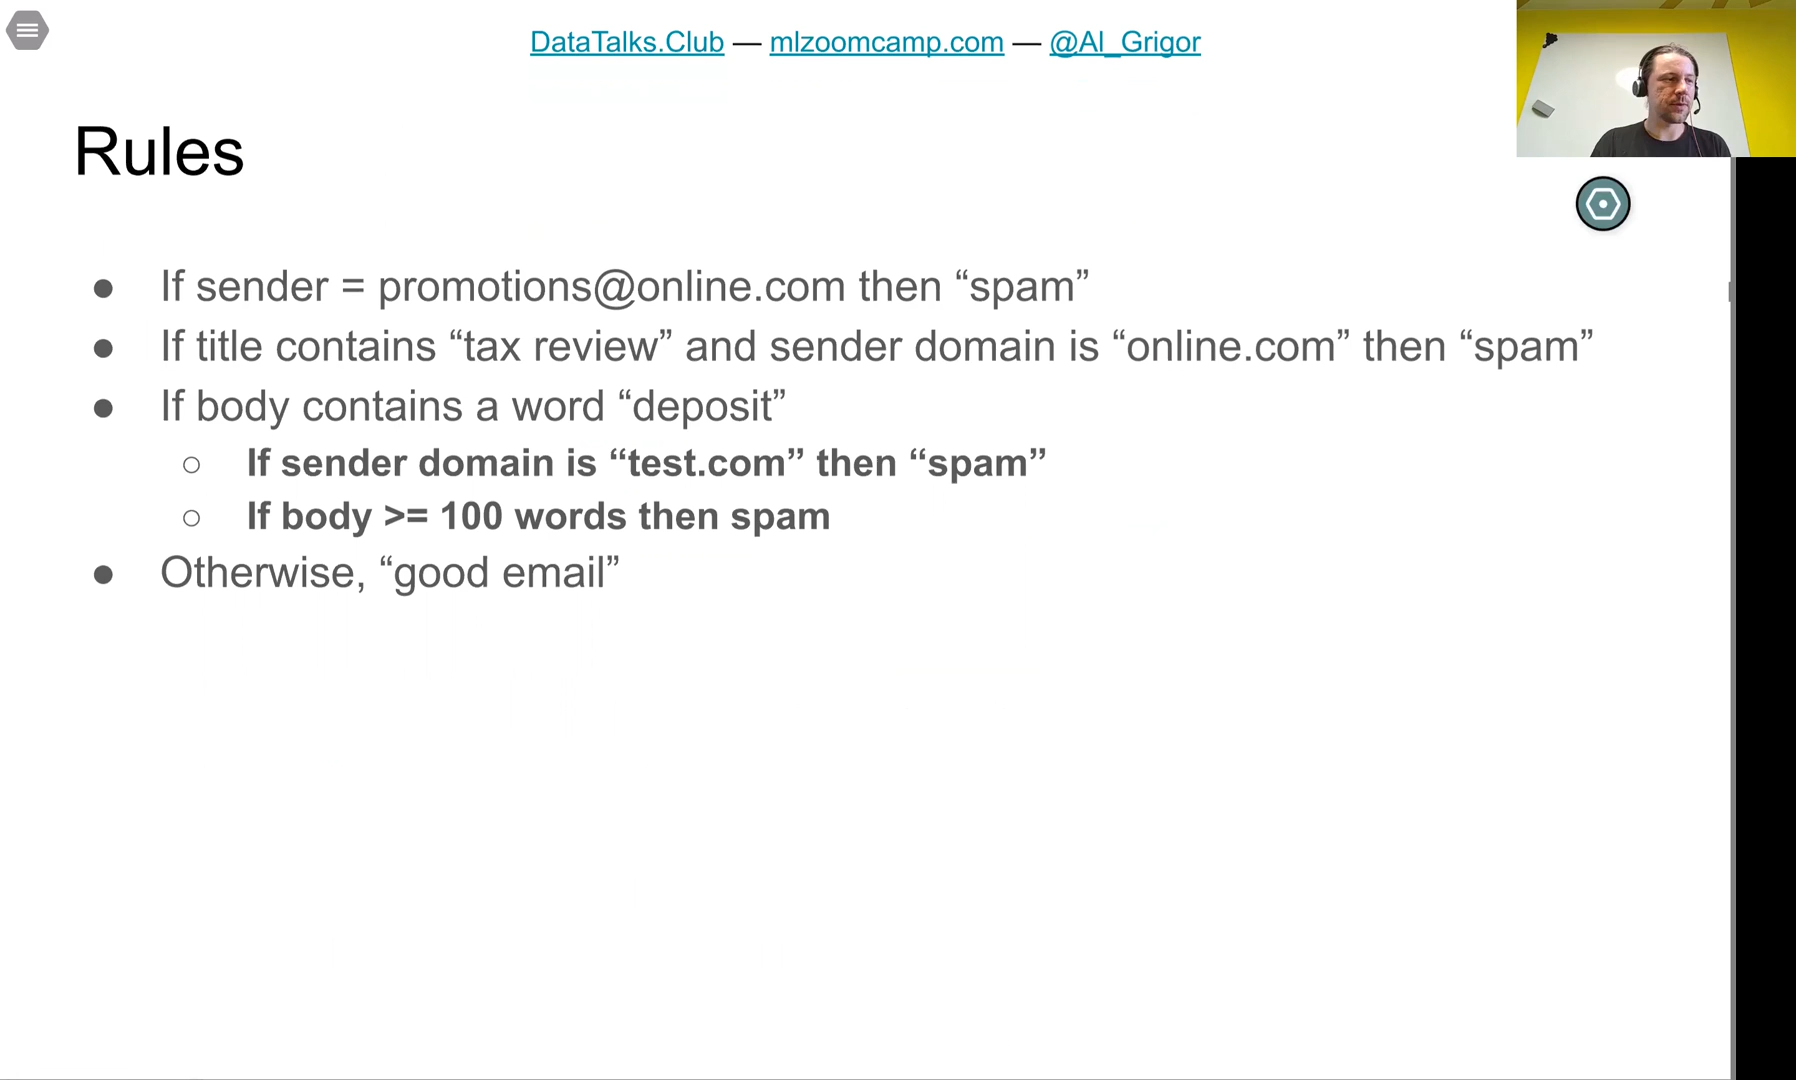 DataTalks.Club — mlzoomcamp.com — @Al_Grigor
Rules
● If sender = promotions@online.com then “spam”
● If title contains “tax review” and sender domain is “online.com” then “spam”
● If body contains a word “deposit”
○ If sender domain is “test.com” then “spam”
○ If body >= 100 words then spam
● Otherwise, “good email”